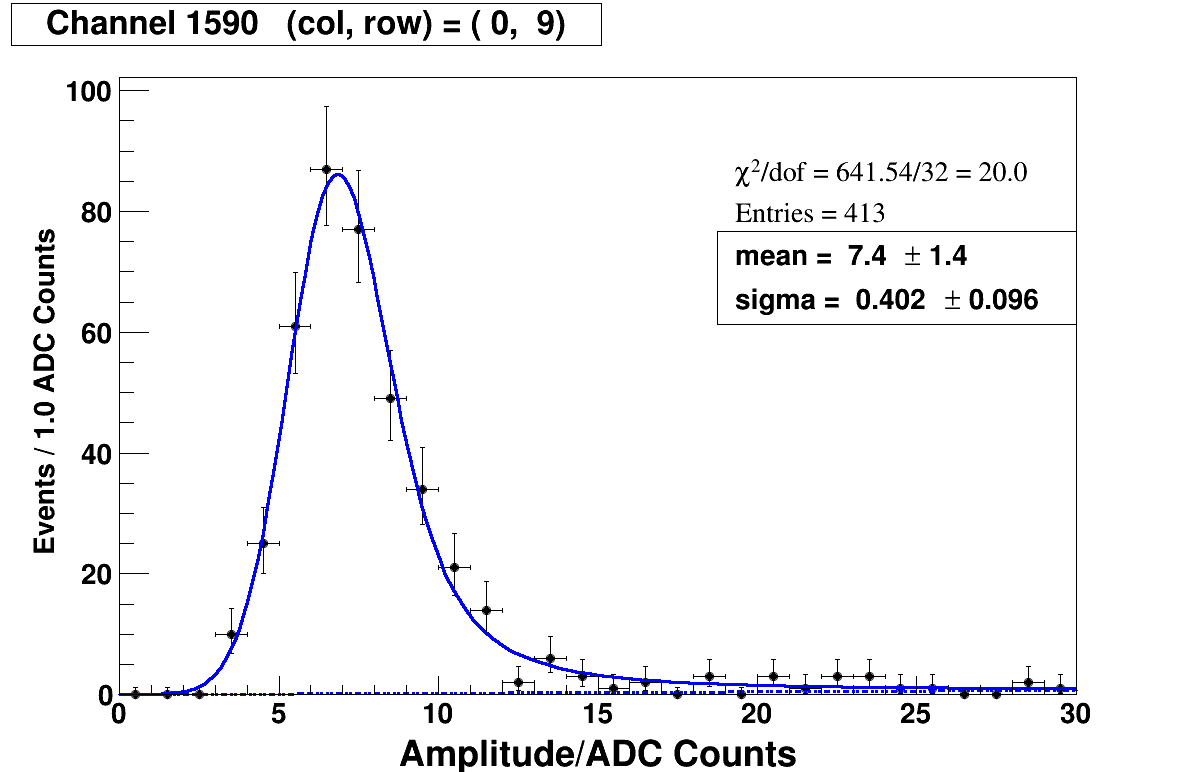 Channel 1590 (col, row) = ( 0, 9)
100
80
60
40
20
0
Events / 1.0 ADC Counts
χ²/dof = 641.54/32 = 20.0
Entries = 413
mean = 7.4 ± 1.4
sigma = 0.402 ± 0.096
0 5 10 15 20 25 30
Amplitude/ADC Counts